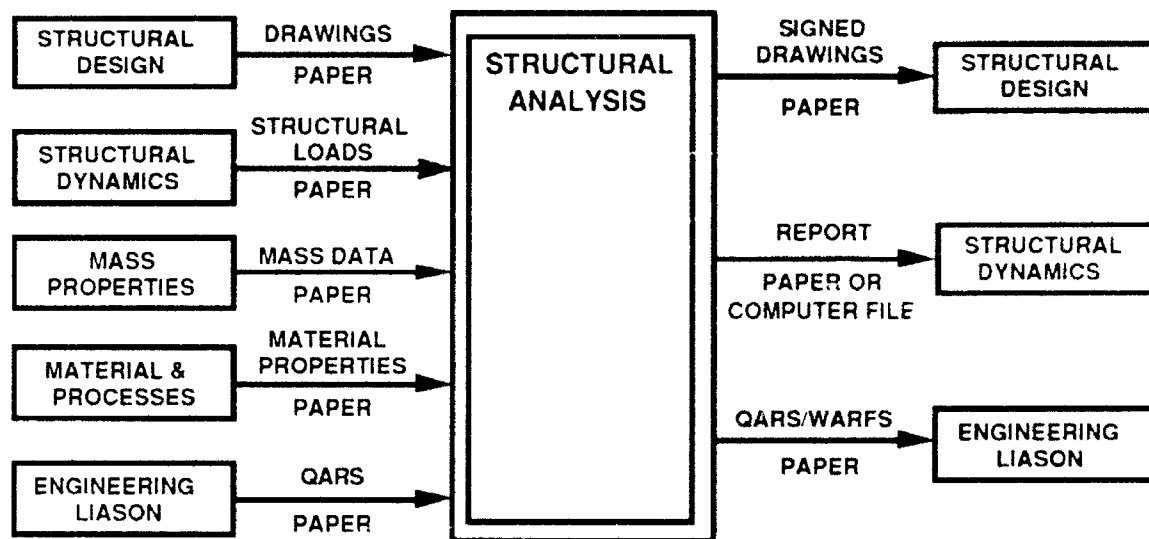 STRUCTURAL
DESIGN
DRAWINGS
PAPER
STRUCTURAL
DYNAMICS
STRUCTURAL
LOADS
PAPER
MASS
PROPERTIES
MASS DATA
PAPER
MATERIAL &
PROCESSES
MATERIAL
PROPERTIES
PAPER
ENGINEERING
LIASON
QARS
PAPER
STRUCTURAL
ANALYSIS
SIGNED
DRAWINGS
PAPER
STRUCTURAL
DESIGN
REPORT
PAPER OR
COMPUTER FILE
STRUCTURAL
DYNAMICS
QARS/WARFS
PAPER
ENGINEERING
LIASON